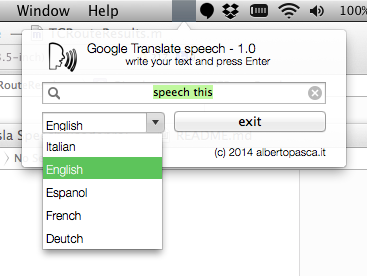 Window Help 100%
TCRouteResults.m
Google Translate speech - 1.0
write your text and press Enter
speech this
English
exit
(c) 2014 albertopasca.it
Italian
English
Espanol
French
Deutch